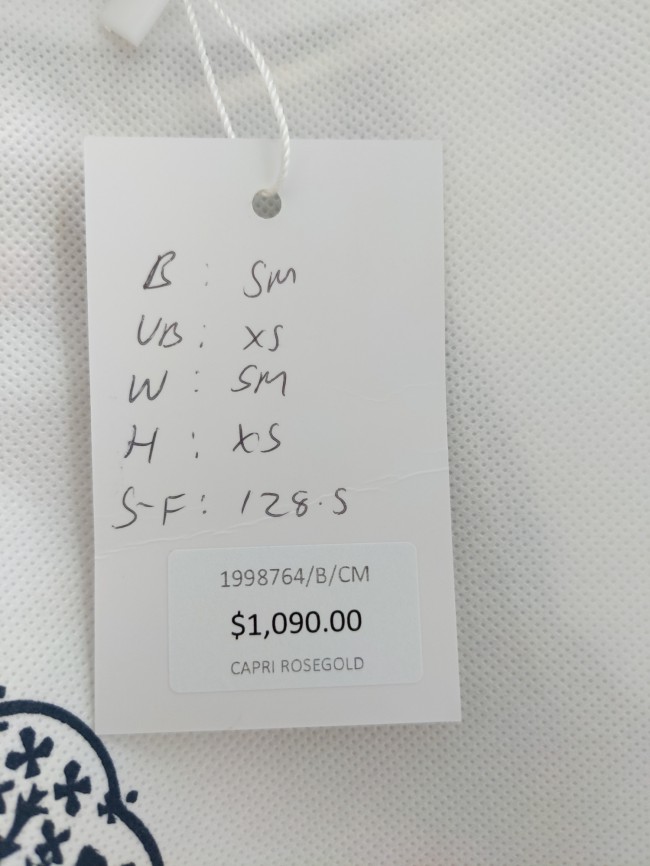 B : SM
UB : XS
W : SM
H : XS
S-F : 128.5
1998764/B/CM
$1,090.00
CAPRI ROSEGOLD